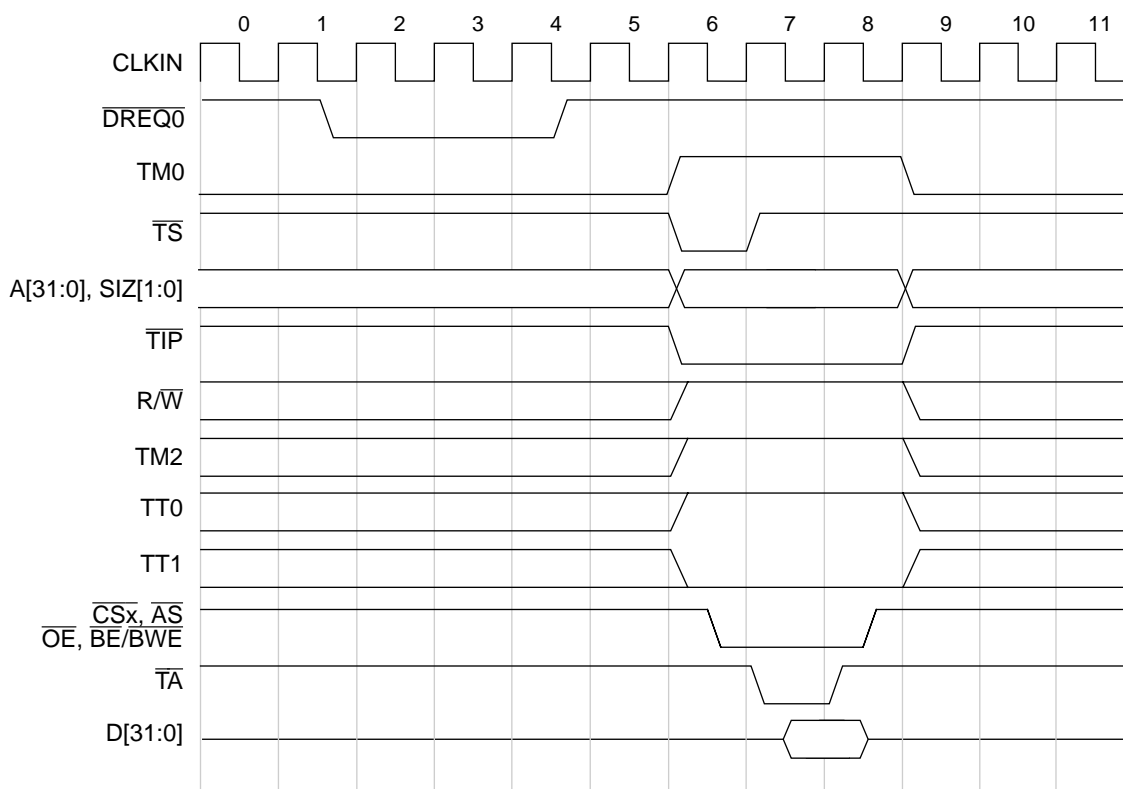 0 1 2 3 4 5 6 7 8 9 10 11
CLKIN
DREQ0
TM0
TS
A[31:0], SIZ[1:0]
TIP
R/W
TM2
TT0
TT1
CSx, AS
OE, BE/BWE
TA
D[31:0]